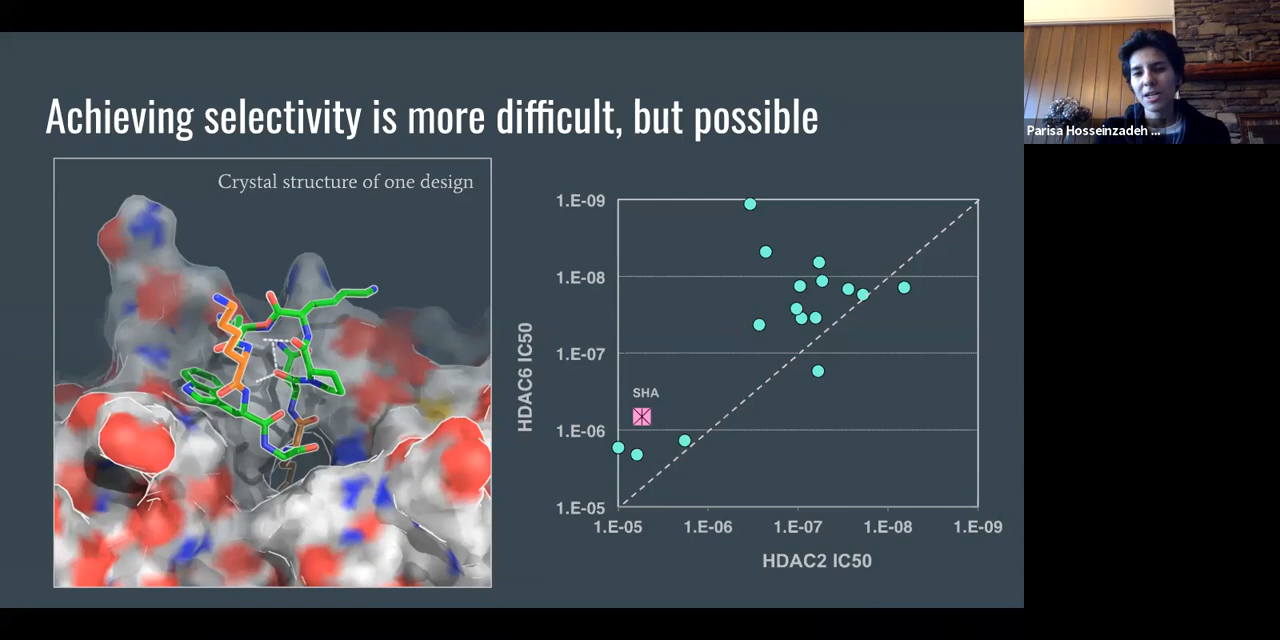 Achieving selectivity is more difficult, but possible
Crystal structure of one design
HDAC6 IC50
1.E-09
1.E-08
1.E-07
1.E-06
1.E-05
SHA
1.E-05 1.E-06 1.E-07 1.E-08 1.E-09
HDAC2 IC50
Parisa Hosseinzadeh ...